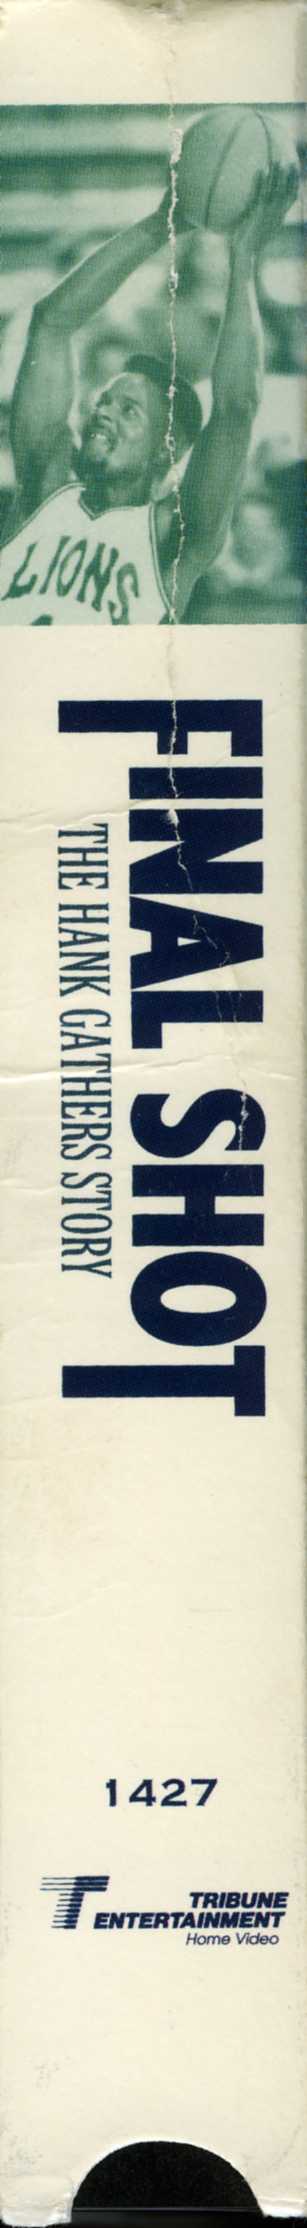 LIONS
FINAL SHOT
THE HANK GATHERS STORY
1427
T TRIBUNE
ENTERTAINMENT
Home Video